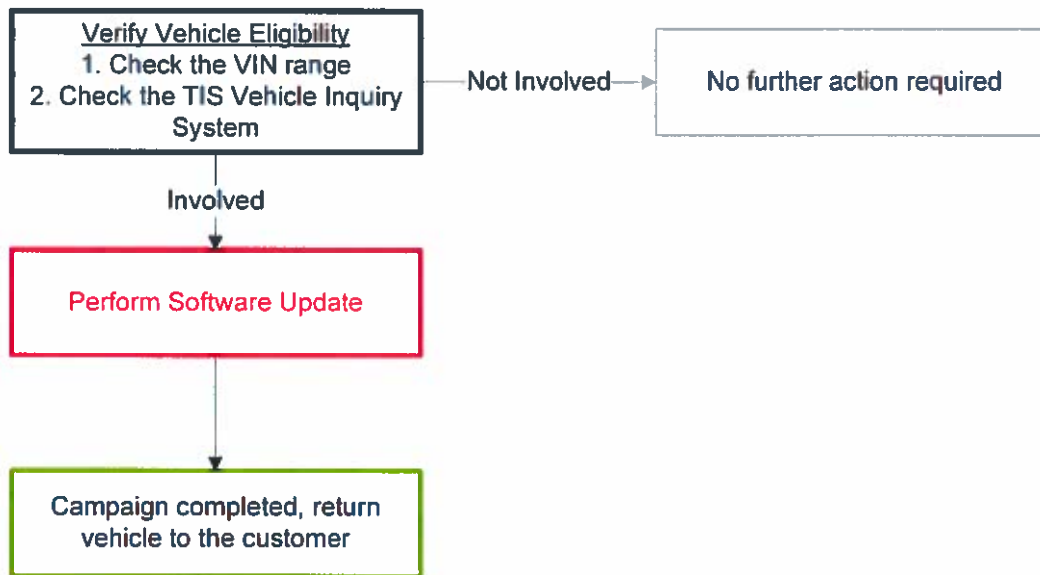 Verify Vehicle Eligibility
1. Check the VIN range
2. Check the TIS Vehicle Inquiry
System
Not Involved
No further action required
Involved
Perform Software Update
Campaign completed, return
vehicle to the customer